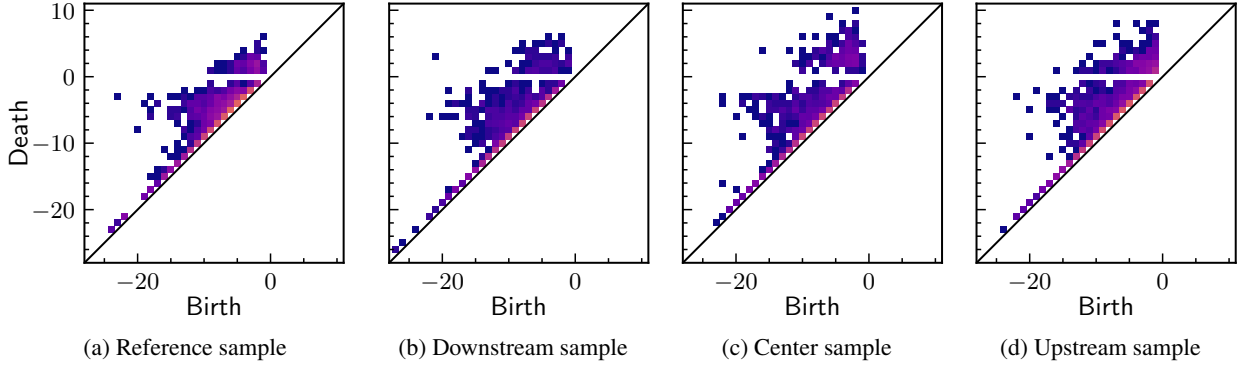 10
0
−10
−20
Death
−20 0
−20 0
−20 0
−20 0
Birth Birth Birth Birth
(a) Reference sample (b) Downstream sample (c) Center sample (d) Upstream sample